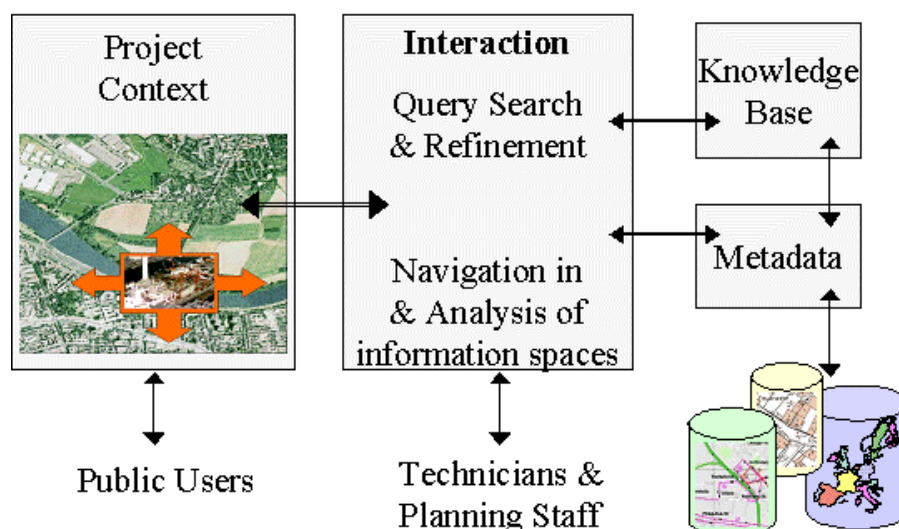 Project
Context
Interaction
Query Search
& Refinement
Navigation in
& Analysis of
information spaces
Knowledge
Base
Metadata
Public Users
Technicians &
Planning Staff